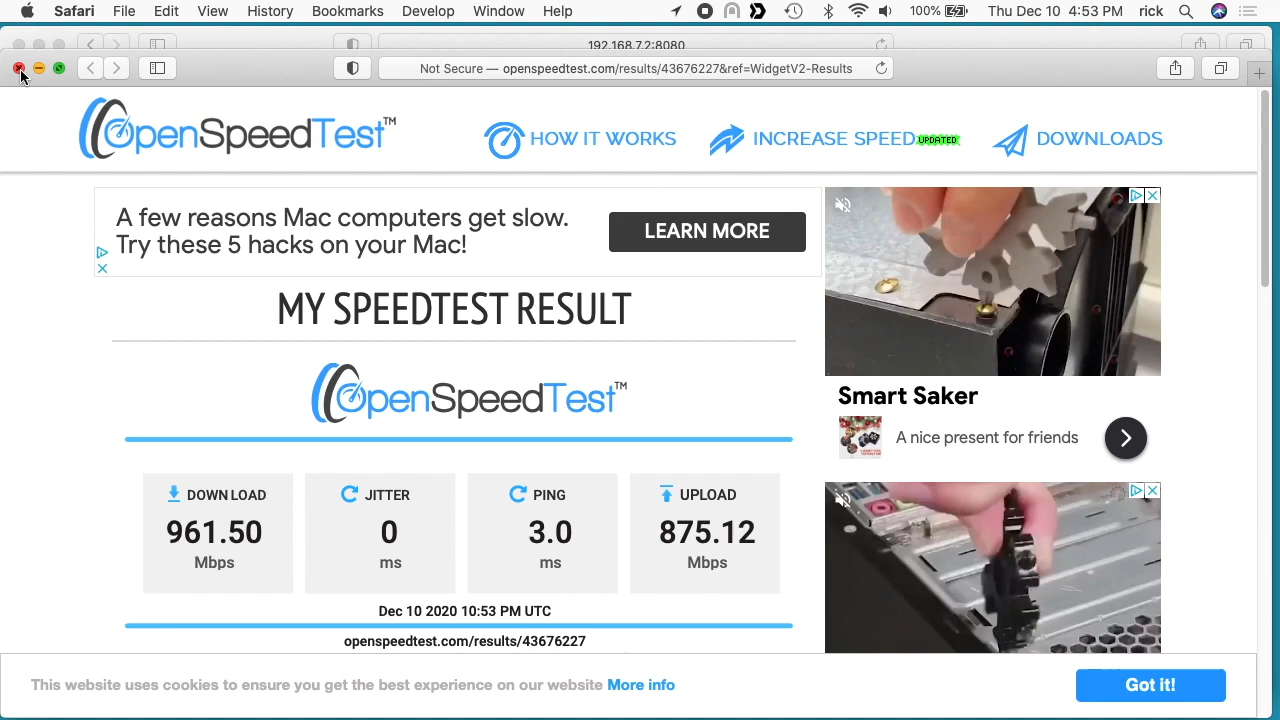 Safari File Edit View History Bookmarks Develop Window Help 100% Thu Dec 10 4:53 PM rick
192.168.7.2:8080
Not Secure — openspeedtest.com/results/43676227&ref=WidgetV2-Results
OpenSpeedTest™ HOW IT WORKS INCREASE SPEED UPDATED DOWNLOADS
A few reasons Mac computers get slow.
Try these 5 hacks on your Mac!
LEARN MORE
MY SPEEDTEST RESULT
OpenSpeedTest™
Smart Saker
A nice present for friends
DOWNLOAD JITTER PING UPLOAD
961.50 0 3.0 875.12
Mbps ms ms Mbps
Dec 10 2020 10:53 PM UTC
openspeedtest.com/results/43676227
This website uses cookies to ensure you get the best experience on our website More info Got it!